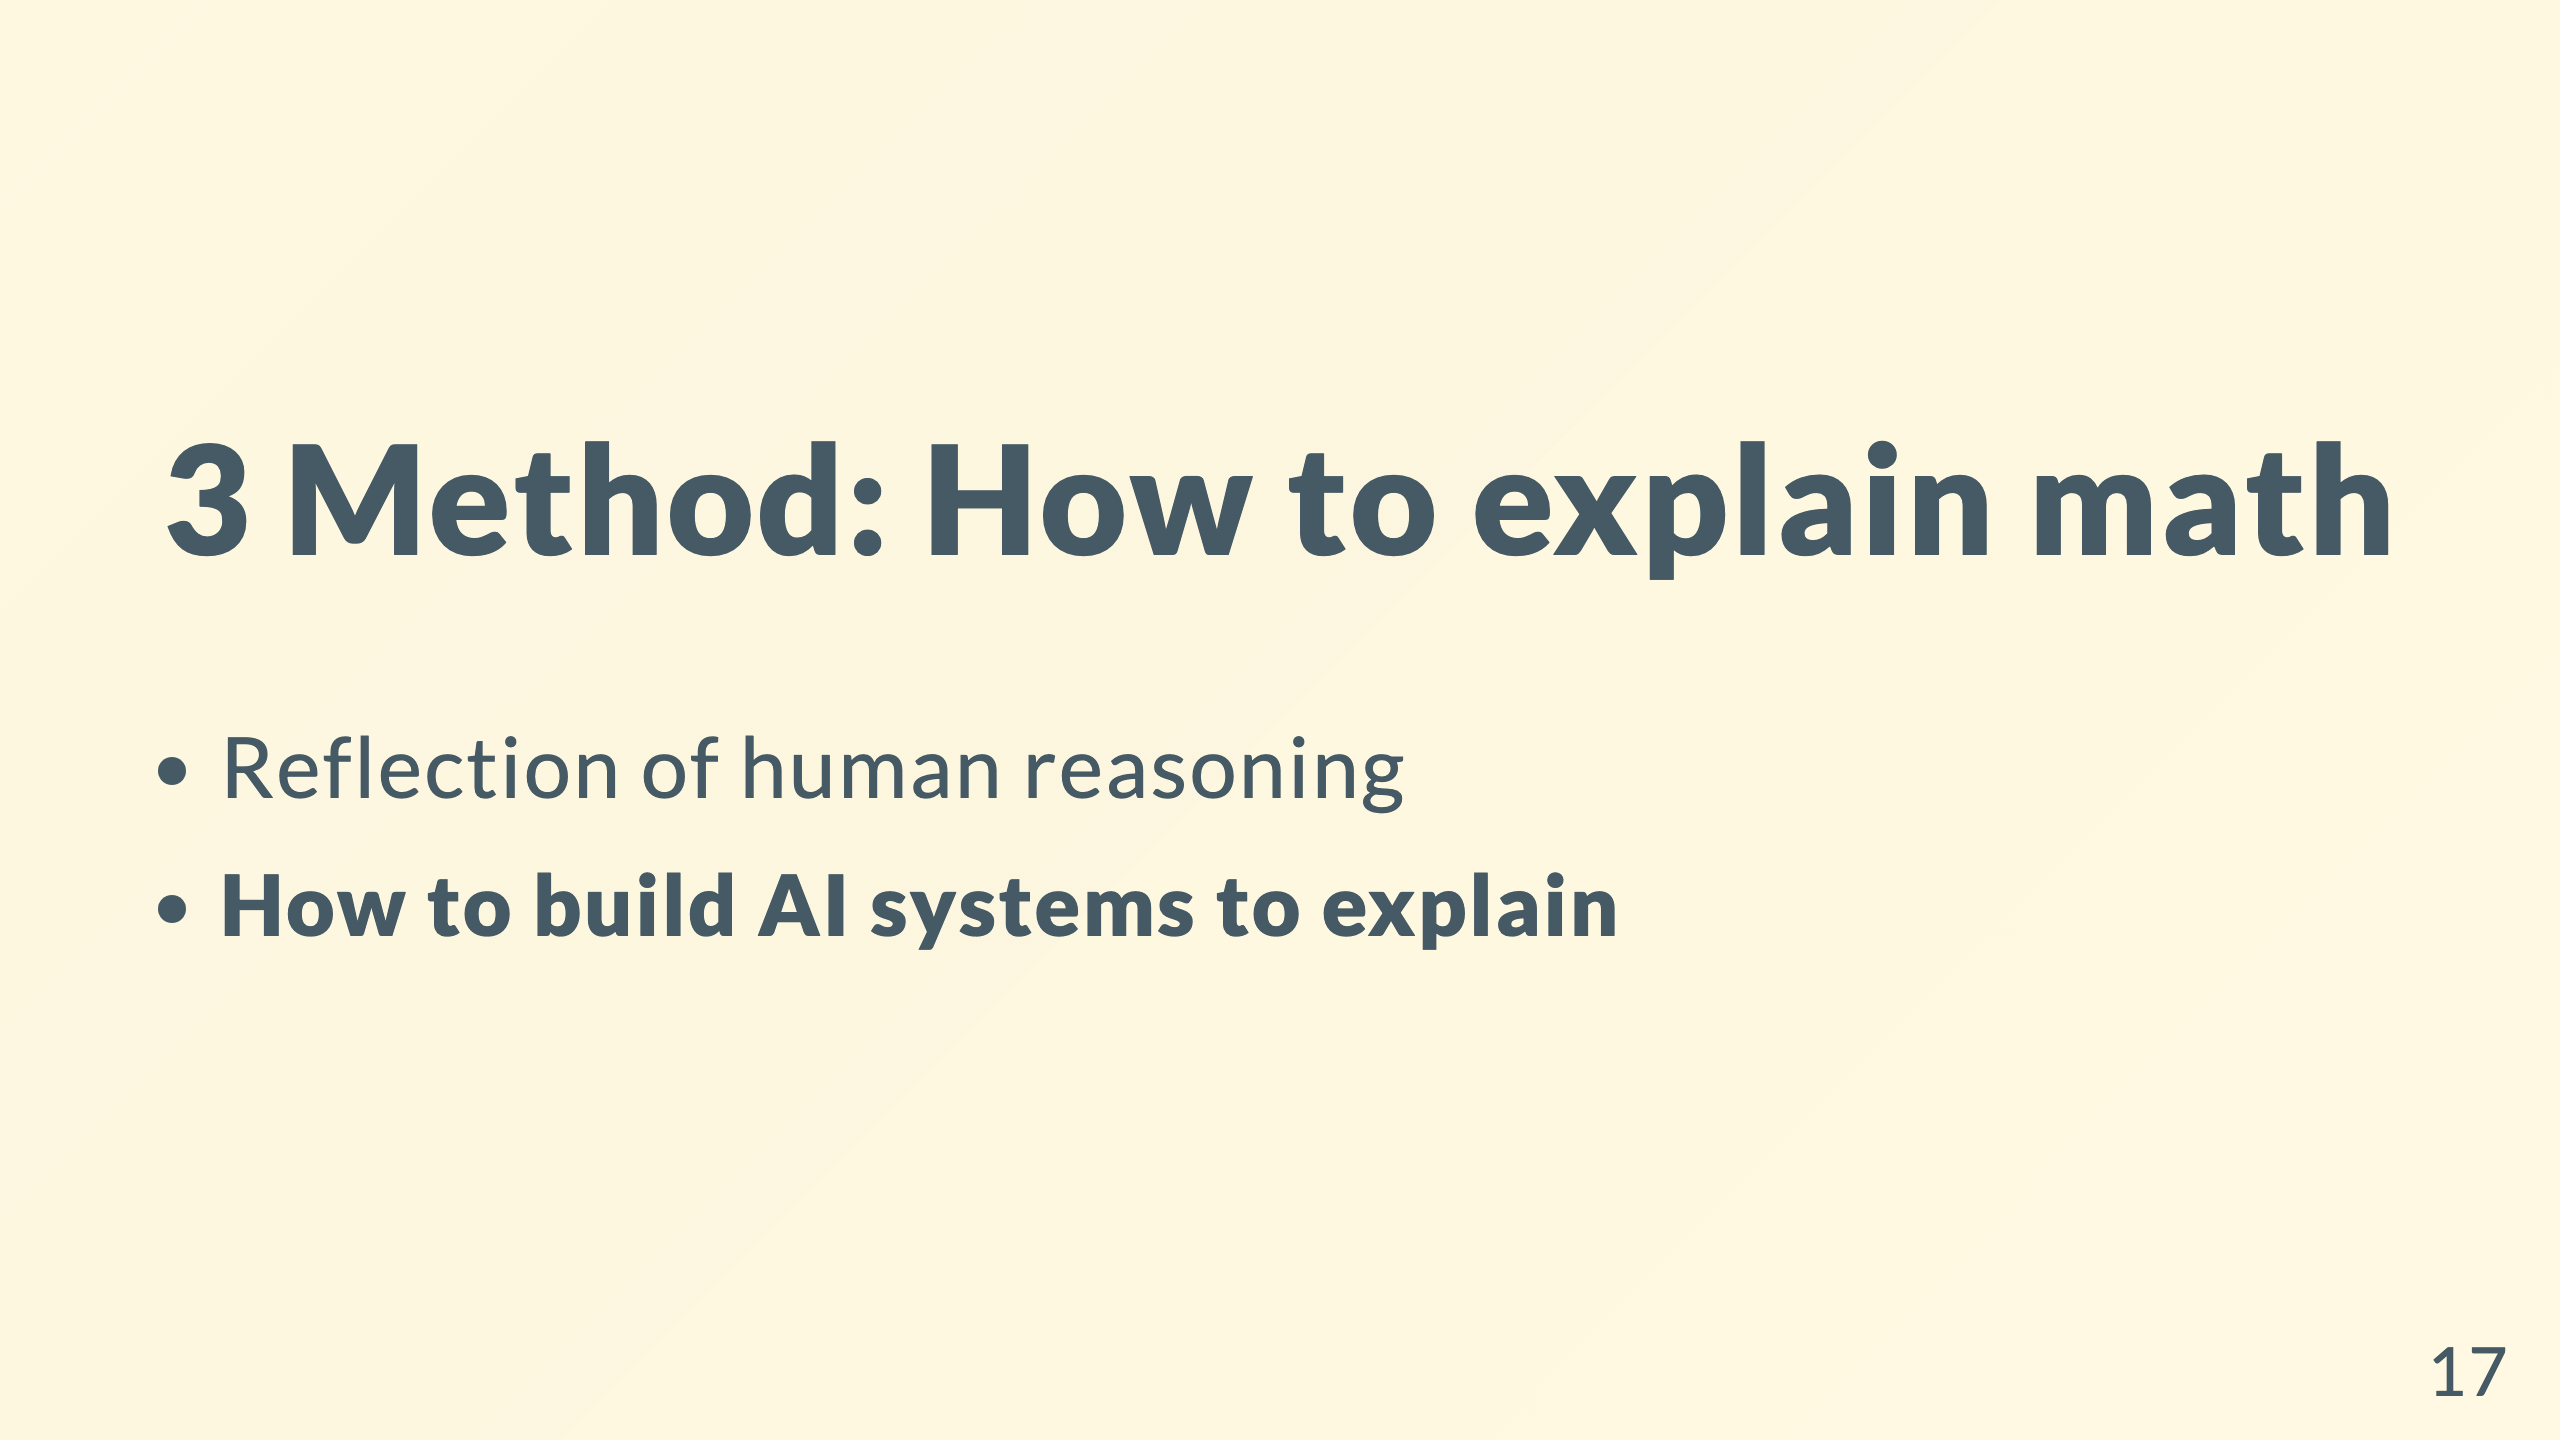 3 Method: How to explain math
• Reflection of human reasoning
• How to build AI systems to explain
17